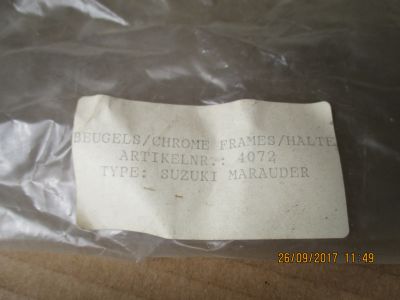 BEUGELS/CHROME FRAMES/HALTE
ARTIKELNR.: 4072
TYPE: SUZUKI MARAUDER
26/09/2017 11:49